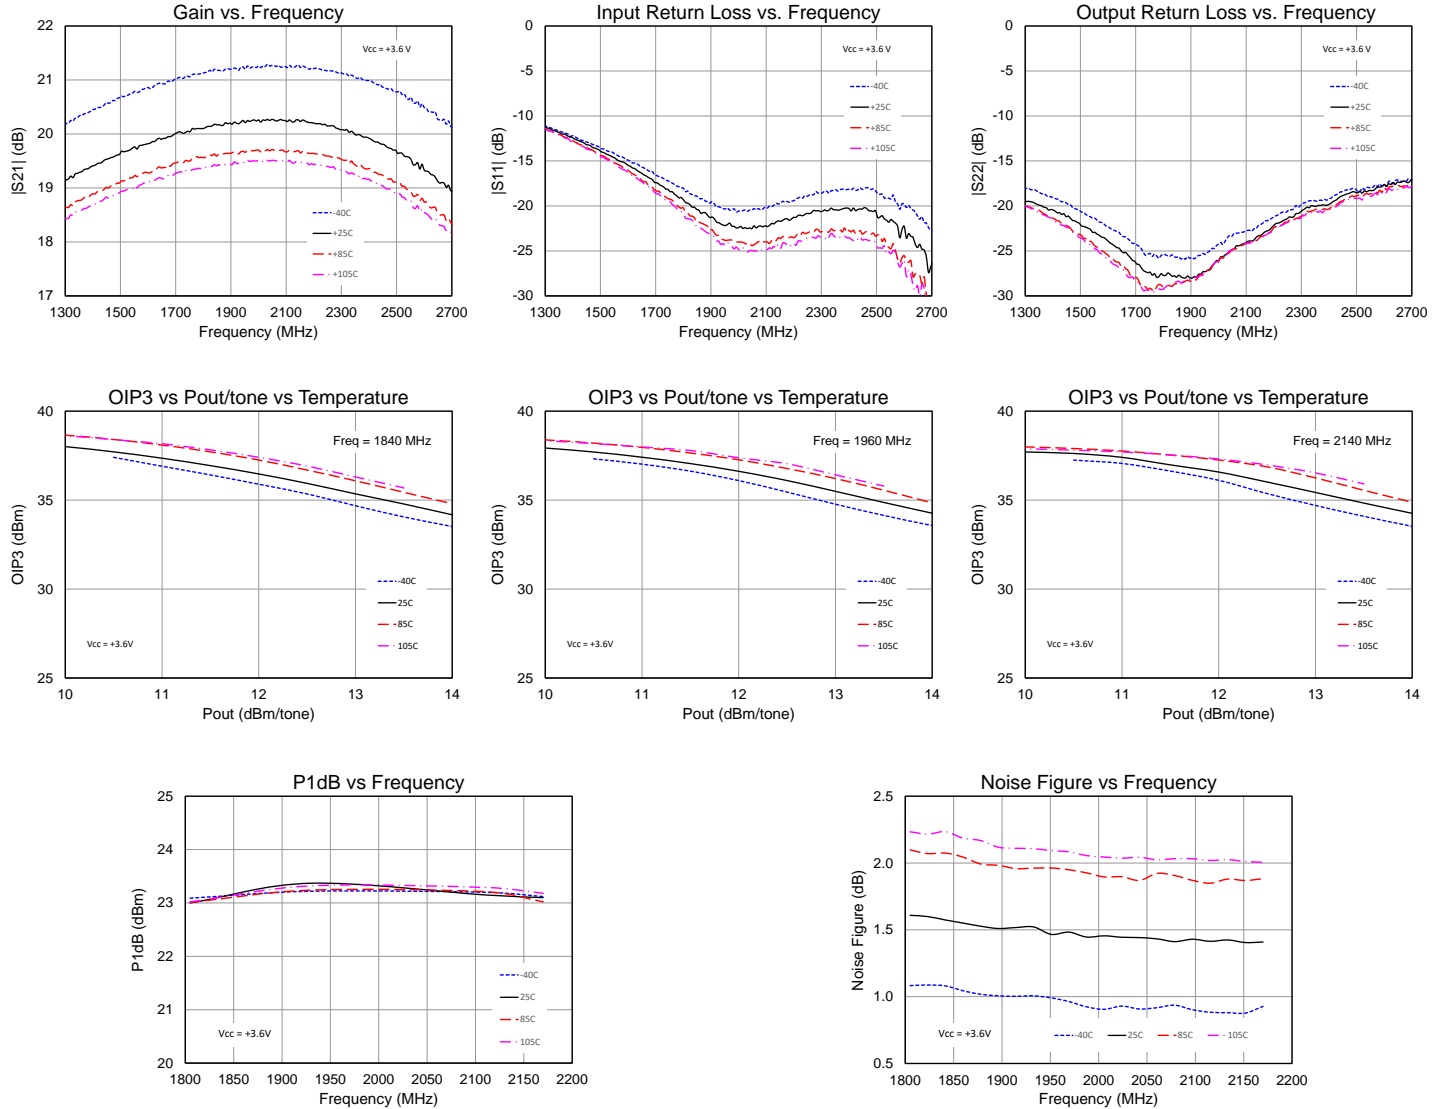 Gain vs. Frequency
22
21
20
19
18
17
|S21| (dB)
Vcc = +3.6 V
-40C
+25C
+85C
+105C
1300 1500 1700 1900 2100 2300 2500 2700
Frequency (MHz)
Input Return Loss vs. Frequency
0
-5
-10
-15
-20
-25
-30
|S11| (dB)
Vcc = +3.6 V
-40C
+25C
+85C
+105C
1300 1500 1700 1900 2100 2300 2500 2700
Frequency (MHz)
Output Return Loss vs. Frequency
0
-5
-10
-15
-20
-25
-30
|S22| (dB)
Vcc = +3.6 V
-40C
+25C
+85C
+105C
1300 1500 1700 1900 2100 2300 2500 2700
Frequency (MHz)
OIP3 vs Pout/tone vs Temperature
40
35
30
25
OIP3 (dBm)
Freq = 1840 MHz
-40C
25C
85C
105C
Vcc = +3.6V
10 11 12 13 14
Pout (dBm/tone)
OIP3 vs Pout/tone vs Temperature
40
35
30
25
OIP3 (dBm)
Freq = 1960 MHz
-40C
25C
85C
105C
Vcc = +3.6V
10 11 12 13 14
Pout (dBm/tone)
OIP3 vs Pout/tone vs Temperature
40
35
30
25
OIP3 (dBm)
Freq = 2140 MHz
-40C
25C
85C
105C
Vcc = +3.6V
10 11 12 13 14
Pout (dBm/tone)
P1dB vs Frequency
25
24
23
22
21
20
P1dB (dBm)
-40C
25C
85C
105C
Vcc = +3.6V
1800 1850 1900 1950 2000 2050 2100 2150 2200
Frequency (MHz)
Noise Figure vs Frequency
2.5
2.0
1.5
1.0
0.5
Noise Figure (dB)
Vcc = +3.6V
-40C 25C 85C 105C
1800 1850 1900 1950 2000 2050 2100 2150 2200
Frequency (MHz)